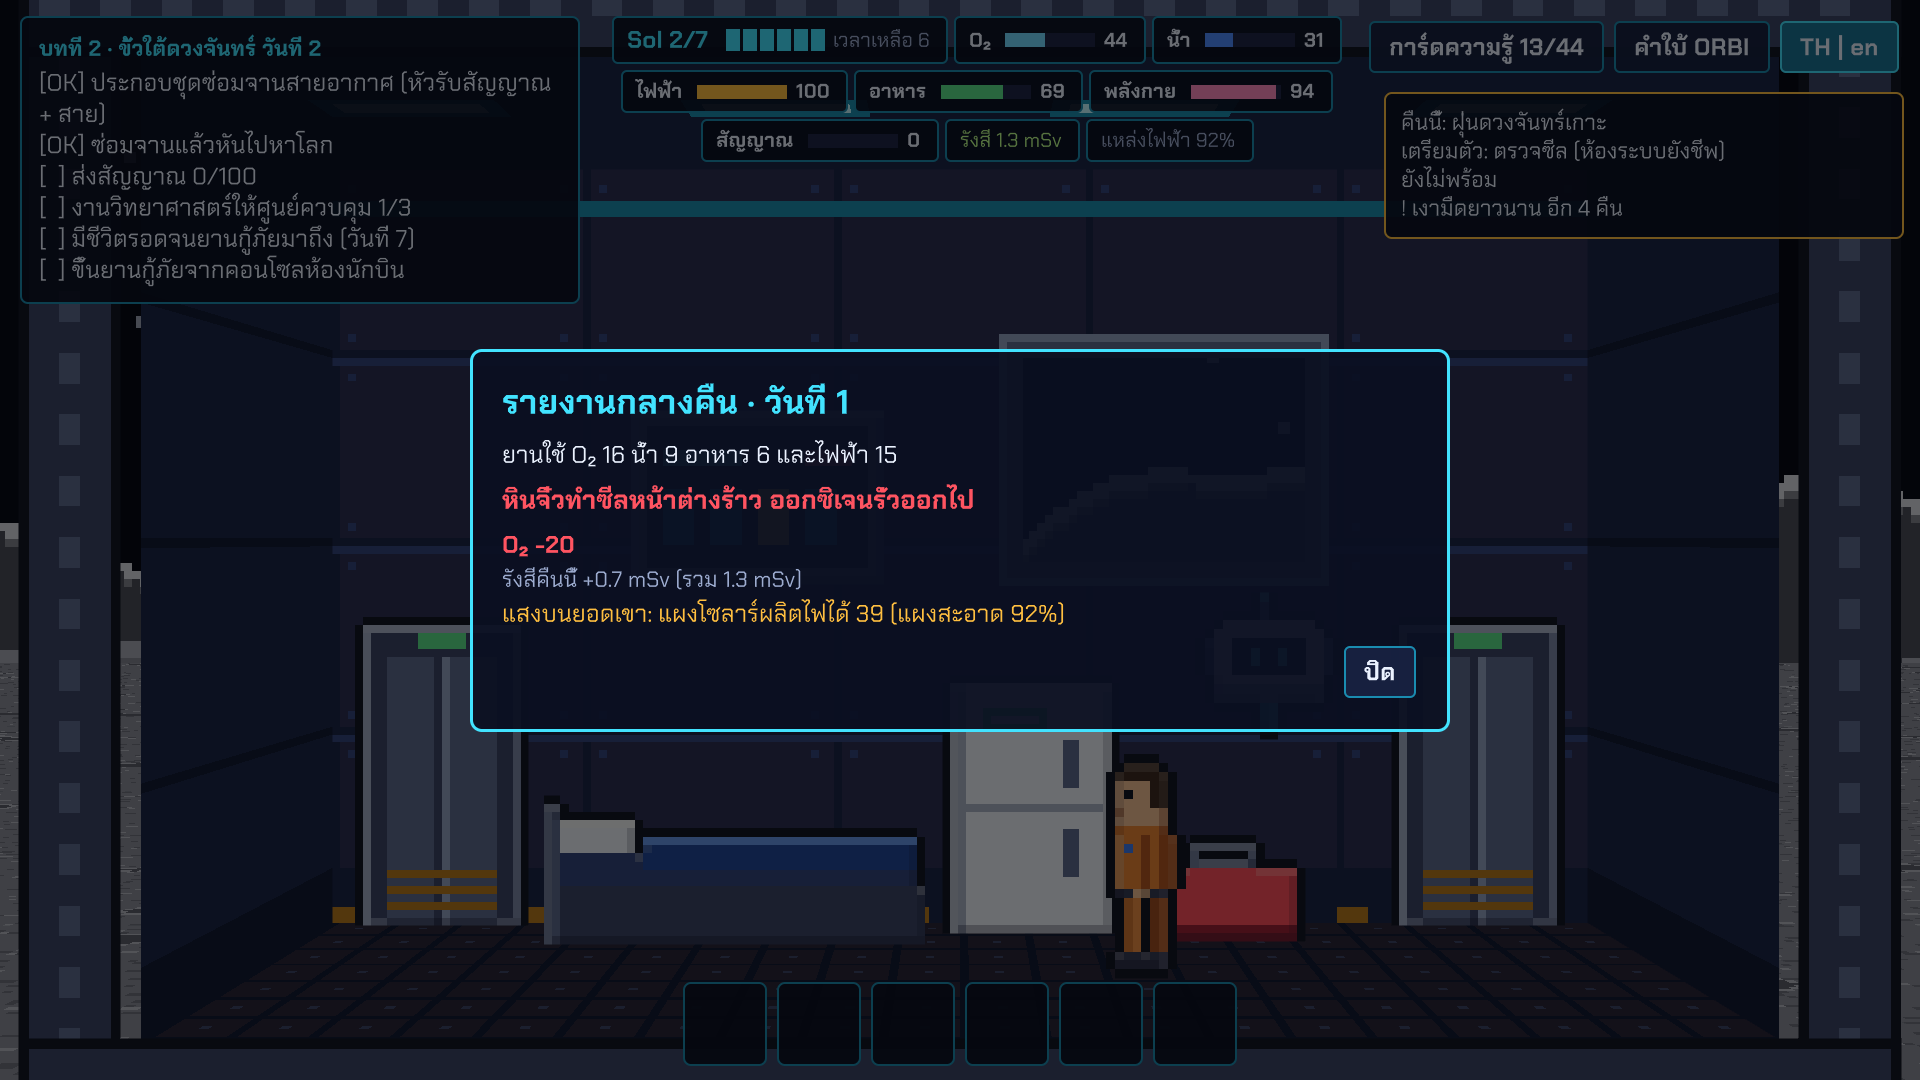 บทที่ 2 · ขั้วใต้ดวงจันทร์ วันที่ 2
[OK] ประกอบชุดซ่อมจานสายอากาศ (หัวรับสัญญาณ
+ สาย)
[OK] ซ่อมจานแล้วหันไปหาโลก
[ ] ส่งสัญญาณ 0/100
[ ] งานวิทยาศาสตร์ให้ศูนย์ควบคุม 1/3
[ ] มีชีวิตรอดจนยานกู้ภัยมาถึง (วันที่ 7)
[ ] ขึ้นยานกู้ภัยจากคอนโซลห้องนักบิน
Sol 2/7 เวลาเหลือ 6
O₂ 44
น้ำ 31
ไฟฟ้า 100
อาหาร 69
พลังกาย 94
สัญญาณ 0
รังสี 1.3 mSv
แหล่งไฟฟ้า 92%
การ์ดความรู้ 13/44
คำใบ้ ORBI
TH | en
คืนนี้: ฝุ่นดวงจันทร์เกาะ
เตรียมตัว: ตรวจซีล (ห้องระบบยังชีพ)
ยังไม่พร้อม
! เงามืดยาวนาน อีก 4 คืน
รายงานกลางคืน · วันที่ 1
ยานใช้ O₂ 16 น้ำ 9 อาหาร 6 และไฟฟ้า 15
หินจิ๋วทำซีลหน้าต่างร้าว ออกซิเจนรั่วออกไป
O₂ -20
รังสีคืนนี้ +0.7 mSv (รวม 1.3 mSv)
แสงบนยอดเขา: แผงโซลาร์ผลิตไฟได้ 39 (แผงสะอาด 92%)
ปิด